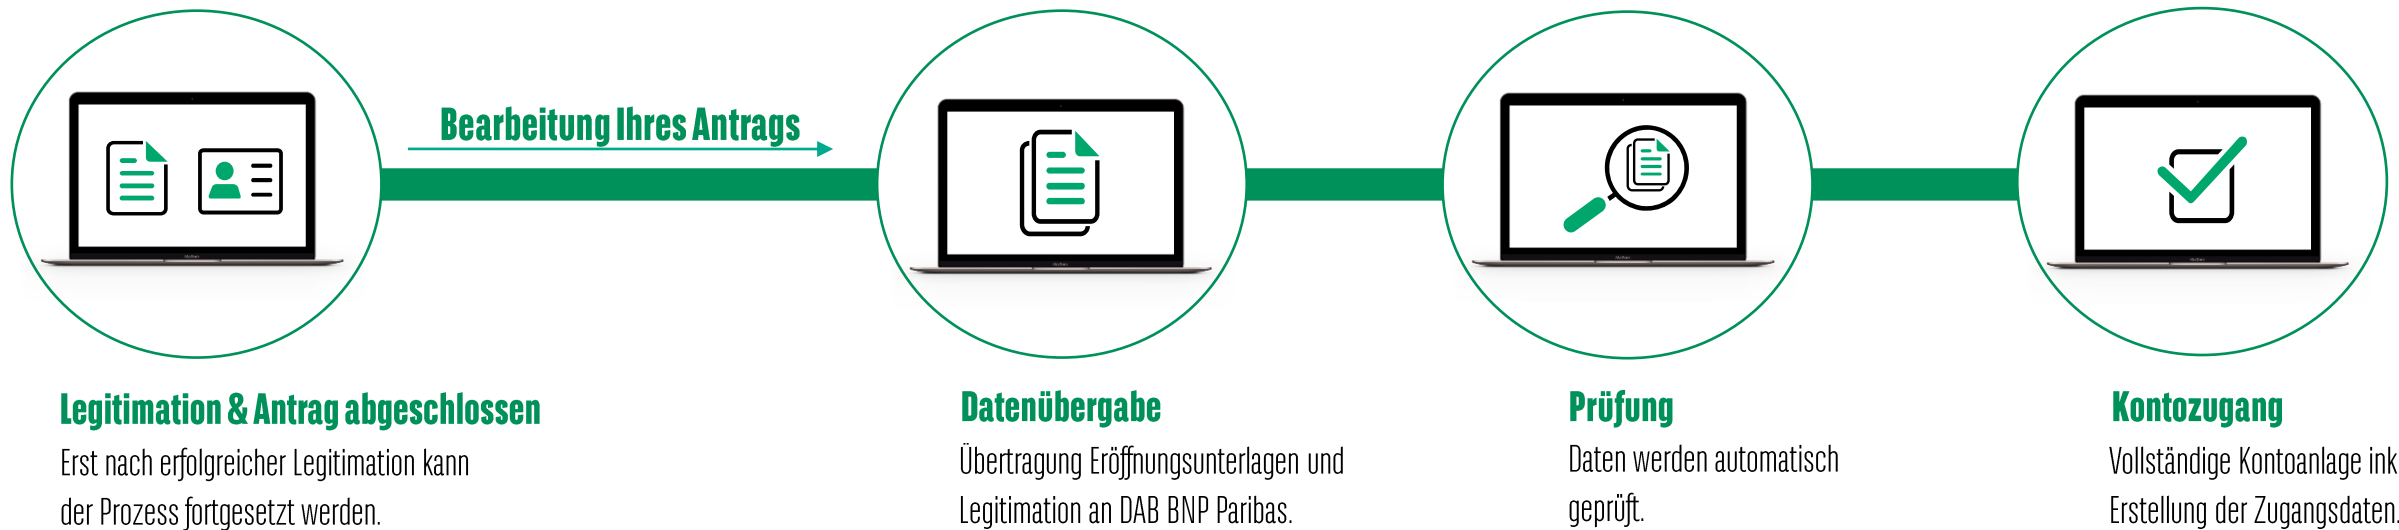 Bearbeitung Ihres Antrags
Legitimation & Antrag abgeschlossen
Erst nach erfolgreicher Legitimation kann
der Prozess fortgesetzt werden.
Datenübergabe
Übertragung Eröffnungsunterlagen und
Legitimation an DAB BNP Paribas.
Prüfung
Daten werden automatisch
geprüft.
Kontozugang
Vollständige Kontoanlage ink
Erstellung der Zugangsdaten.